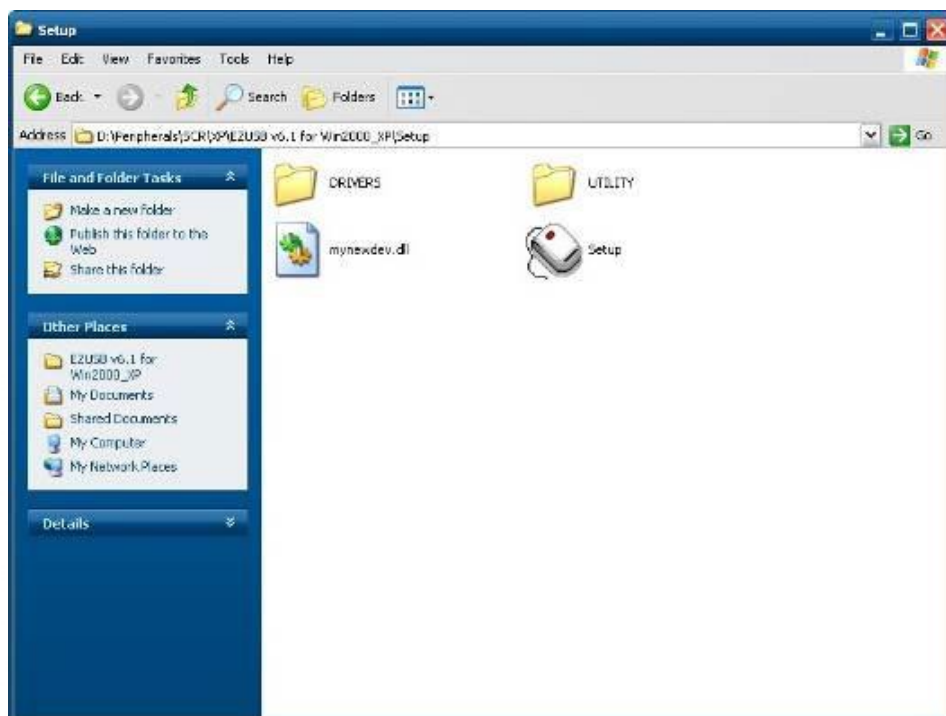 Setup
File Edit View Favorites Tools Help
Back Search Folders
Address D:\Peripherals\SCR\XP\EZUSB v6.1 for Win2000_XP\Setup Go
File and Folder Tasks
Make a new folder
Publish this folder to the
Web
Share this folder
Other Places
EZUSB v6.1 for
Win2000_XP
My Documents
Shared Documents
My Computer
My Network Places
Details
DRIVERS
UTILITY
mynewdev.dll
Setup